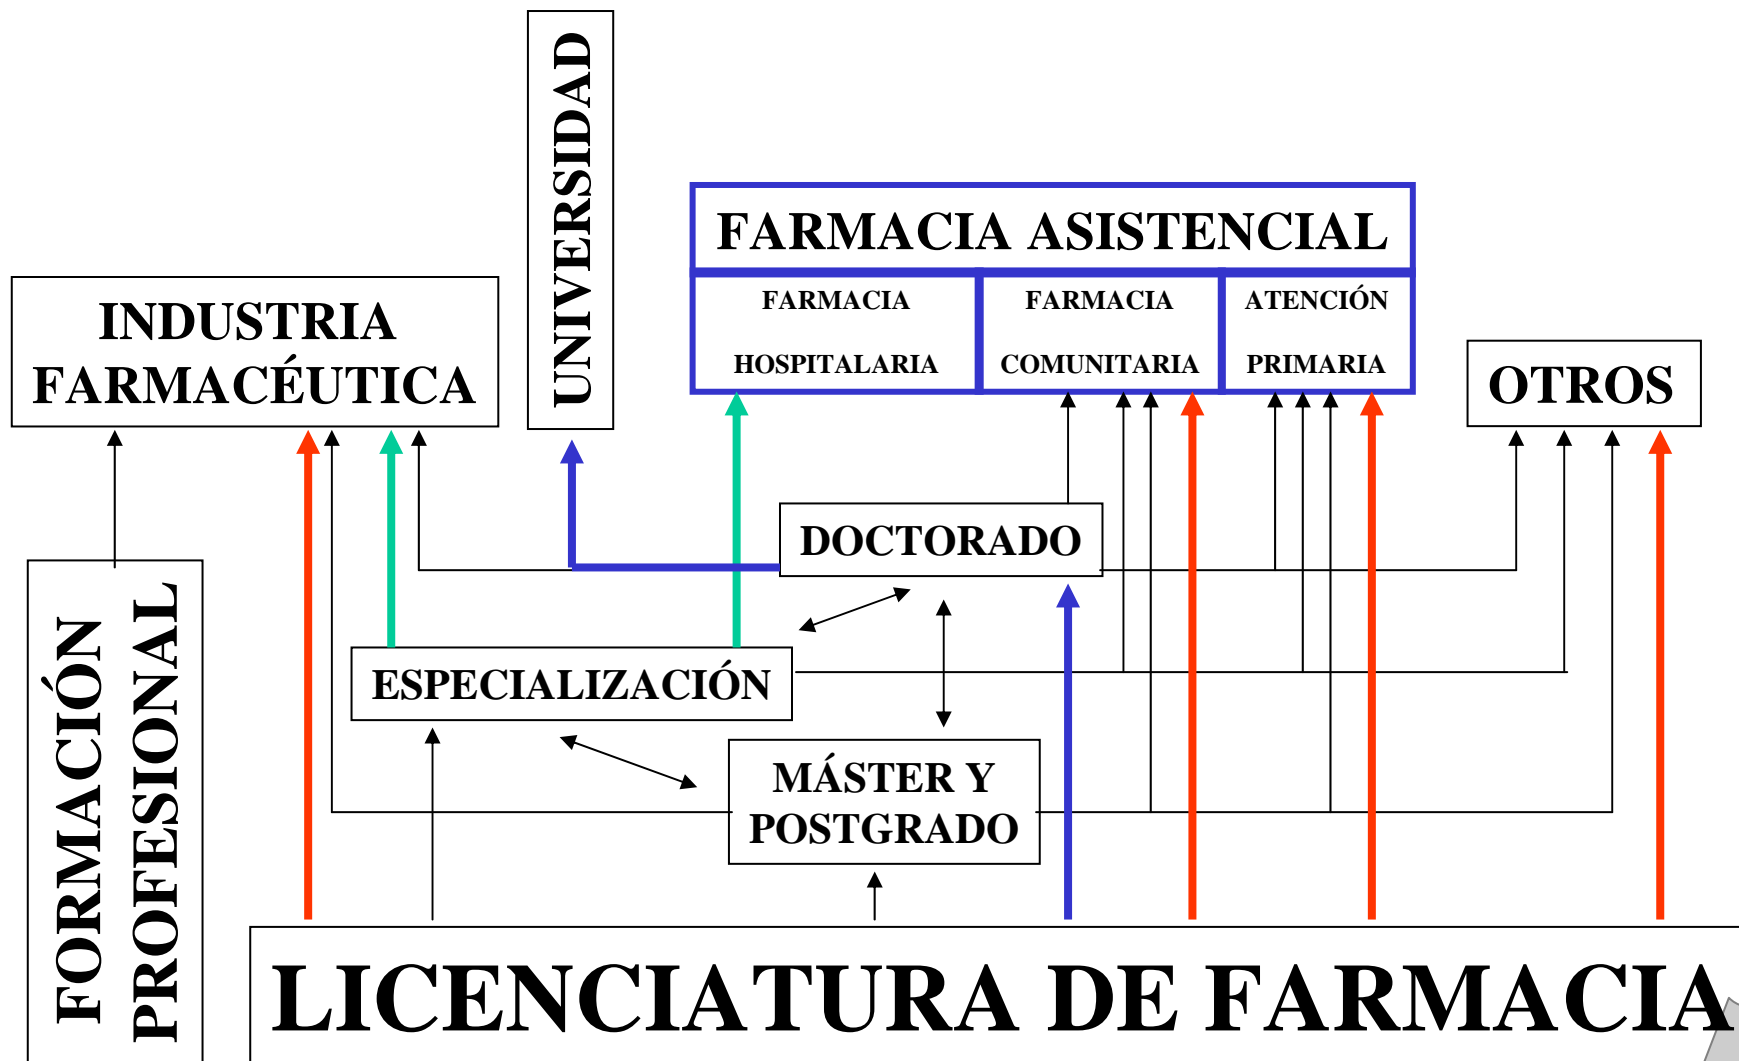 UNIVERSIDAD
FARMACIA ASISTENCIAL
FARMACIA
HOSPITALARIA
FARMACIA
COMUNITARIA
ATENCIÓN
PRIMARIA
INDUSTRIA
FARMACÉUTICA
OTROS
DOCTORADO
ESPECIALIZACIÓN
MÁSTER Y
POSTGRADO
FORMACIÓN
PROFESIONAL
LICENCIATURA DE FARMACIA